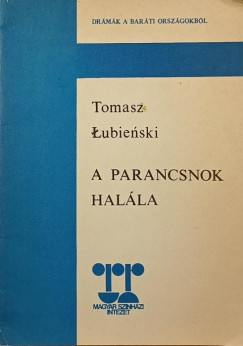 DRÁMÁK A BARÁTI ORSZÁGOKBÓL
Tomasz
Łubieński
A PARANCSNOK
HALÁLA
MAGYAR SZÍNHÁZI
INTÉZET